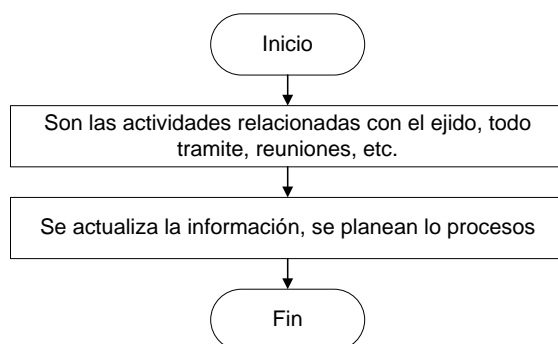 Inicio
Son las actividades relacionadas con el ejido, todo
tramite, reuniones, etc.
Se actualiza la información, se planean lo procesos
Fin